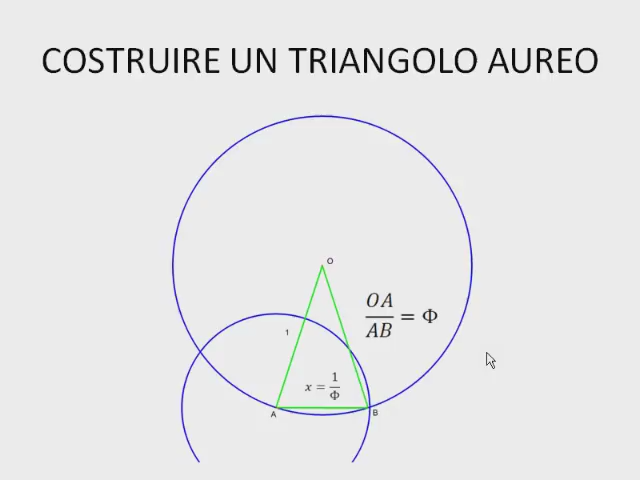 COSTRUIRE UN TRIANGOLO AUREO
O
OA
AB = Φ
1
x = 1/Φ
A
B